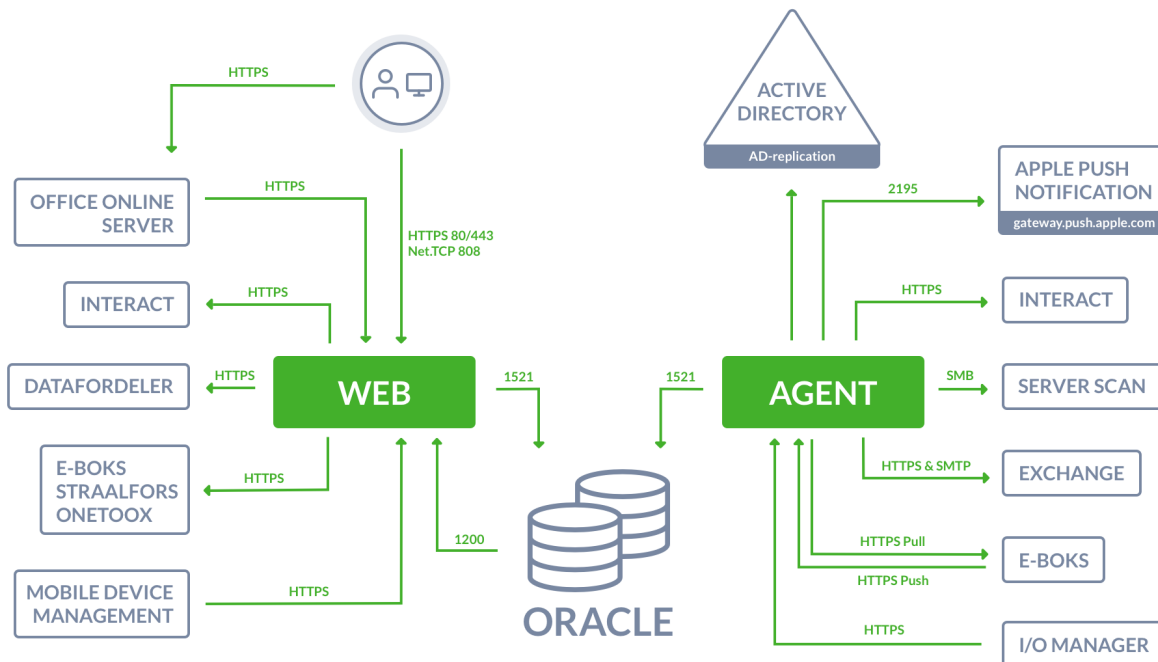 HTTPS
ACTIVE
DIRECTORY
AD-replication
HTTPS
OFFICE ONLINE
SERVER
2195
APPLE PUSH
NOTIFICATION
gateway.push.apple.com
HTTPS 80/443
Net.TCP 808
HTTPS
INTERACT
HTTPS
INTERACT
HTTPS
DATAFORDELER
WEB
1521
1521
AGENT
SMB
SERVER SCAN
HTTPS
E-BOKS
STRAALFORS
ONETOOX
HTTPS & SMTP
EXCHANGE
1200
HTTPS Pull
HTTPS Push
E-BOKS
HTTPS
MOBILE DEVICE
MANAGEMENT
ORACLE
HTTPS
I/O MANAGER